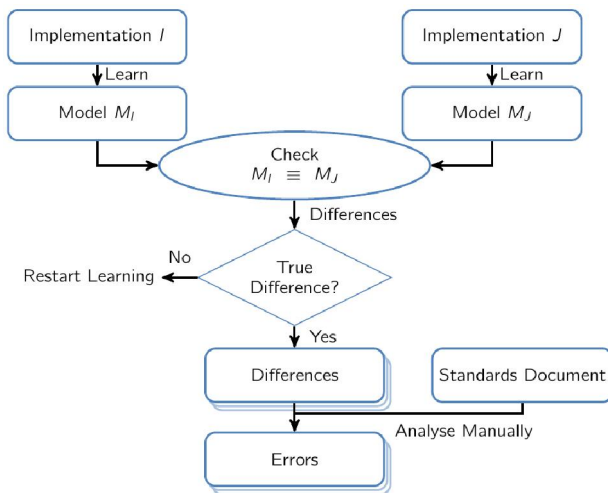 Implementation I
Implementation J
Learn
Learn
Model M_I
Model M_J
Check
M_I ≡ M_J
Differences
No
True
Restart Learning
Difference?
Yes
Differences
Standards Document
Analyse Manually
Errors